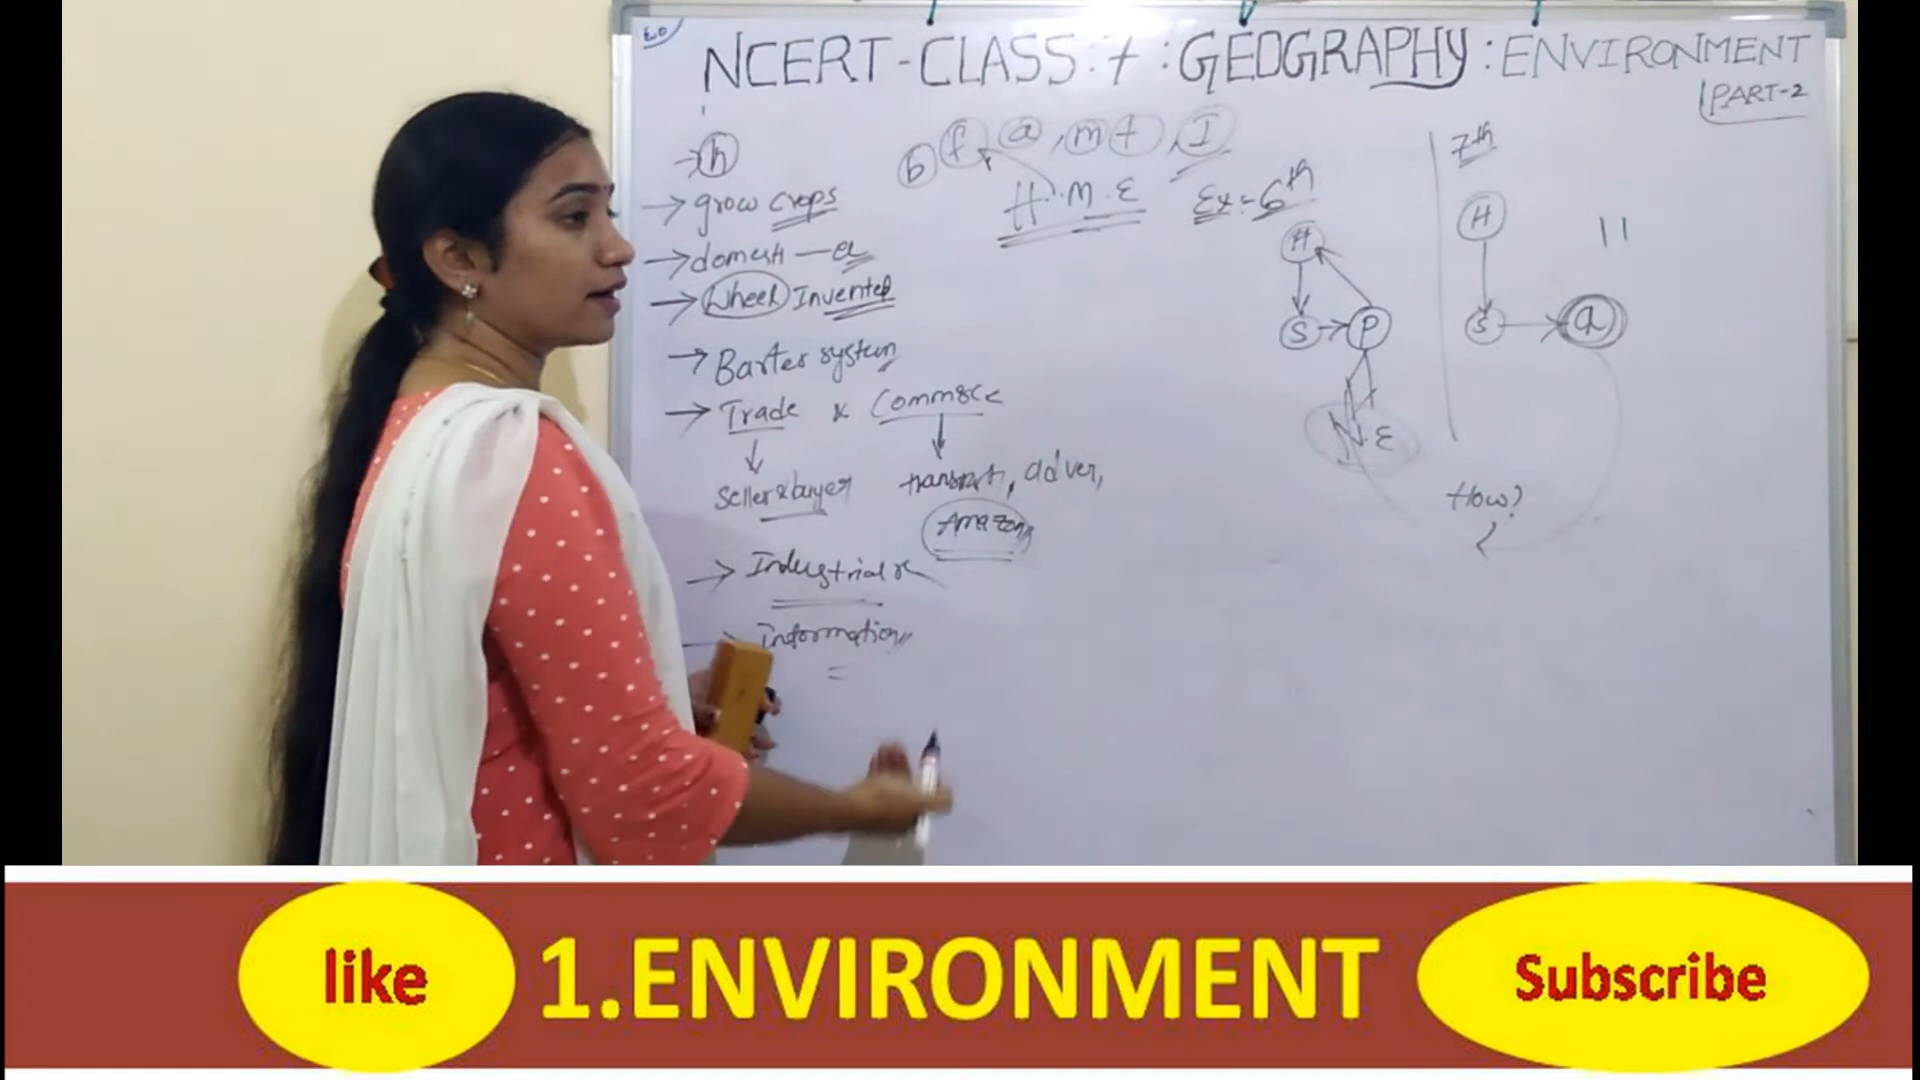 NCERT - CLASS : 7 : GEOGRAPHY : ENVIRONMENT
PART-2
→ h
b f a, m t, I
H.M.E
Ex:- 6th
7th
→ grow crops
→ domesti — a
→ Wheel Invented
→ Barter system
→ Trade & Commerce
seller & buyer
transport, adver,
Amazon
→ Industrial r
Information
H
S → P
N.E
H
S → a
How?
like
1.ENVIRONMENT
Subscribe